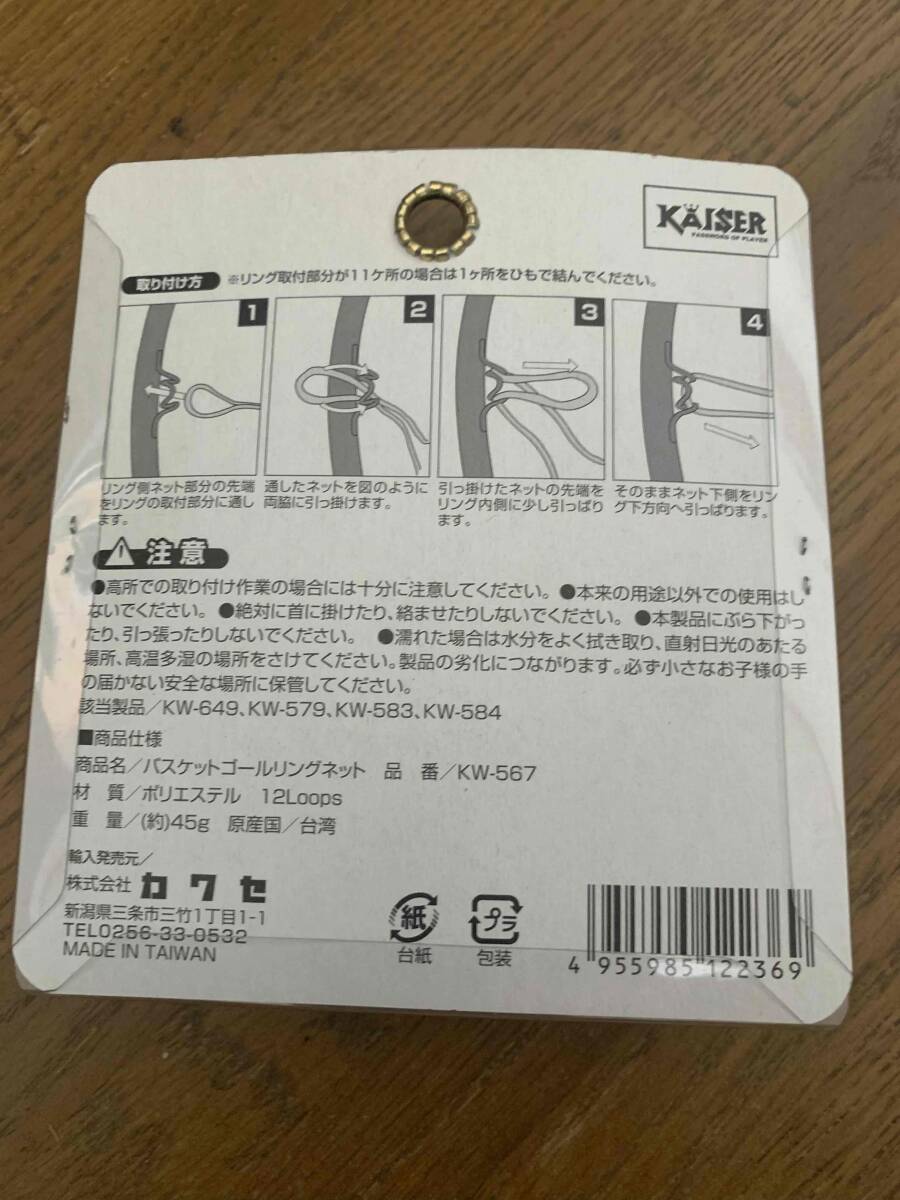 KAISER
PASSWORD OF PLAYER
取り付け方 ※リング取付部分が11ケ所の場合は1ヶ所をひもで結んでください。
1
2
3
4
リング側ネット部分の先端
をリングの取付部分に通し
ます。
通したネットを図のように
両脇に引っ掛けます。
引っ掛けたネットの先端を
リング内側に少し引っぱり
ます。
そのままネット下側をリン
グ下方向へ引っぱります。
注意
●高所での取り付け作業の場合には十分に注意してください。●本来の用途以外での使用はし
ないでください。●絶対に首に掛けたり、絡ませたりしないでください。●本製品にぶら下がっ
たり、引っ張ったりしないでください。 ●濡れた場合は水分をよく拭き取り、直射日光のあたる
場所、高温多湿の場所をさけてください。製品の劣化につながります。必ず小さなお子様の手
の届かない安全な場所に保管してください。
該当製品/KW-649、KW-579、KW-583、KW-584
■商品仕様
商品名/バスケットゴールリングネット 品 番/KW-567
材 質/ポリエステル 12Loops
重 量/(約)45g 原産国/台湾
輸入発売元/
株式会社 カワセ
新潟県三条市三竹1丁目1-1
TEL0256-33-0532
MADE IN TAIWAN
紙
台紙
プラ
包装
4 955985 122369